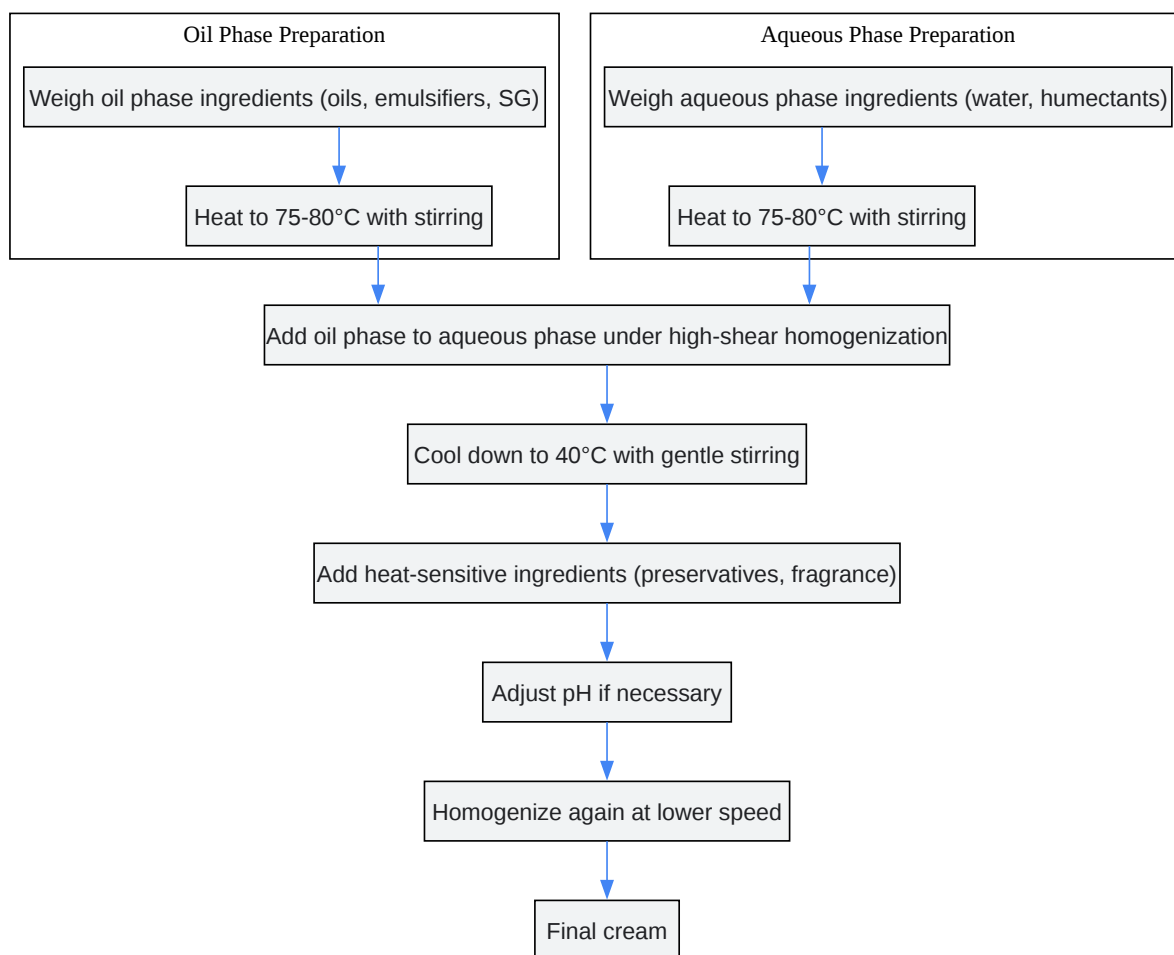 Oil Phase Preparation
Weigh oil phase ingredients (oils, emulsifiers, SG)
Heat to 75-80°C with stirring
Aqueous Phase Preparation
Weigh aqueous phase ingredients (water, humectants)
Heat to 75-80°C with stirring
Add oil phase to aqueous phase under high-shear homogenization
Cool down to 40°C with gentle stirring
Add heat-sensitive ingredients (preservatives, fragrance)
Adjust pH if necessary
Homogenize again at lower speed
Final cream